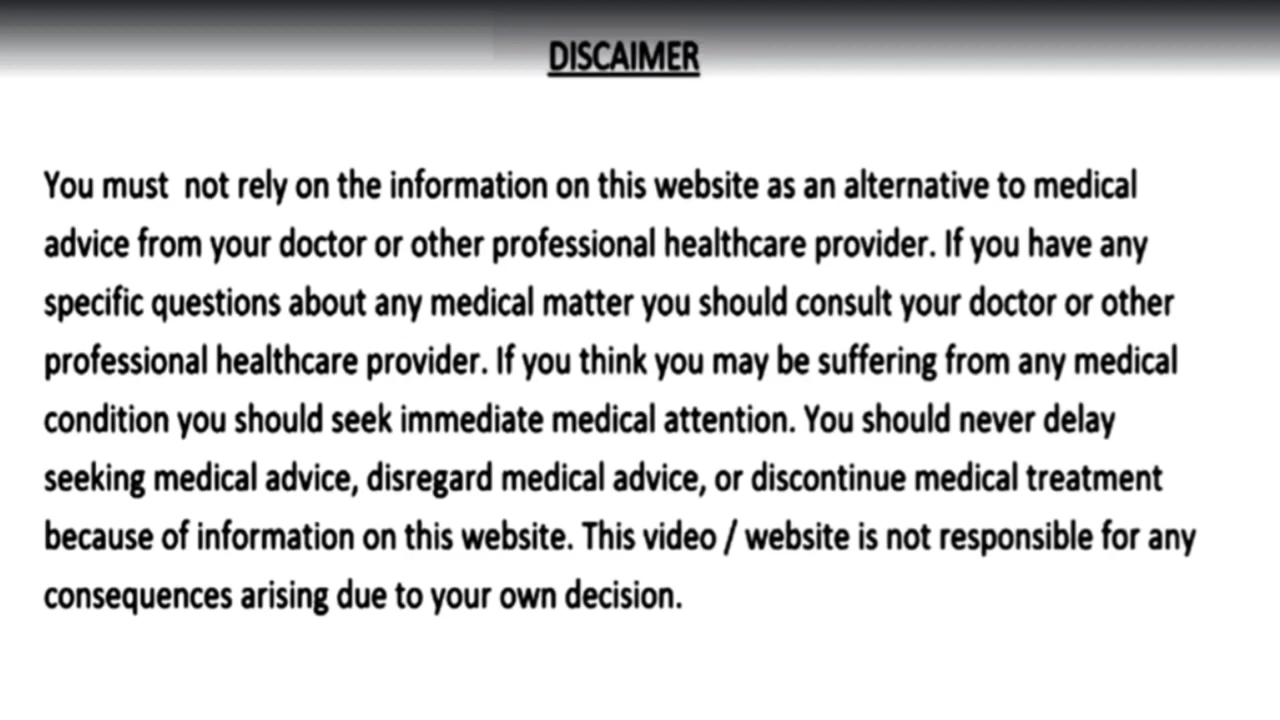 DISCAIMER
You must  not rely on the information on this website as an alternative to medical
advice from your doctor or other professional healthcare provider. If you have any
specific questions about any medical matter you should consult your doctor or other
professional healthcare provider. If you think you may be suffering from any medical
condition you should seek immediate medical attention. You should never delay
seeking medical advice, disregard medical advice, or discontinue medical treatment
because of information on this website. This video / website is not responsible for any
consequences arising due to your own decision.